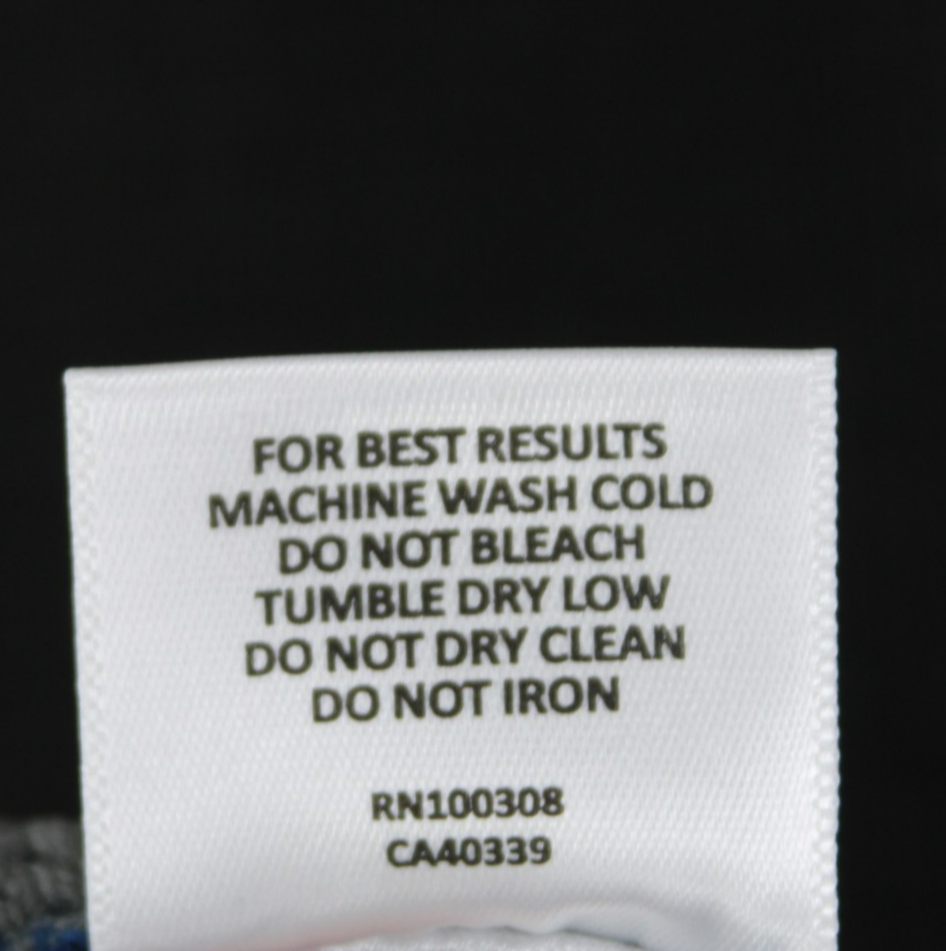 FOR BEST RESULTS
MACHINE WASH COLD
DO NOT BLEACH
TUMBLE DRY LOW
DO NOT DRY CLEAN
DO NOT IRON
RN100308
CA40339